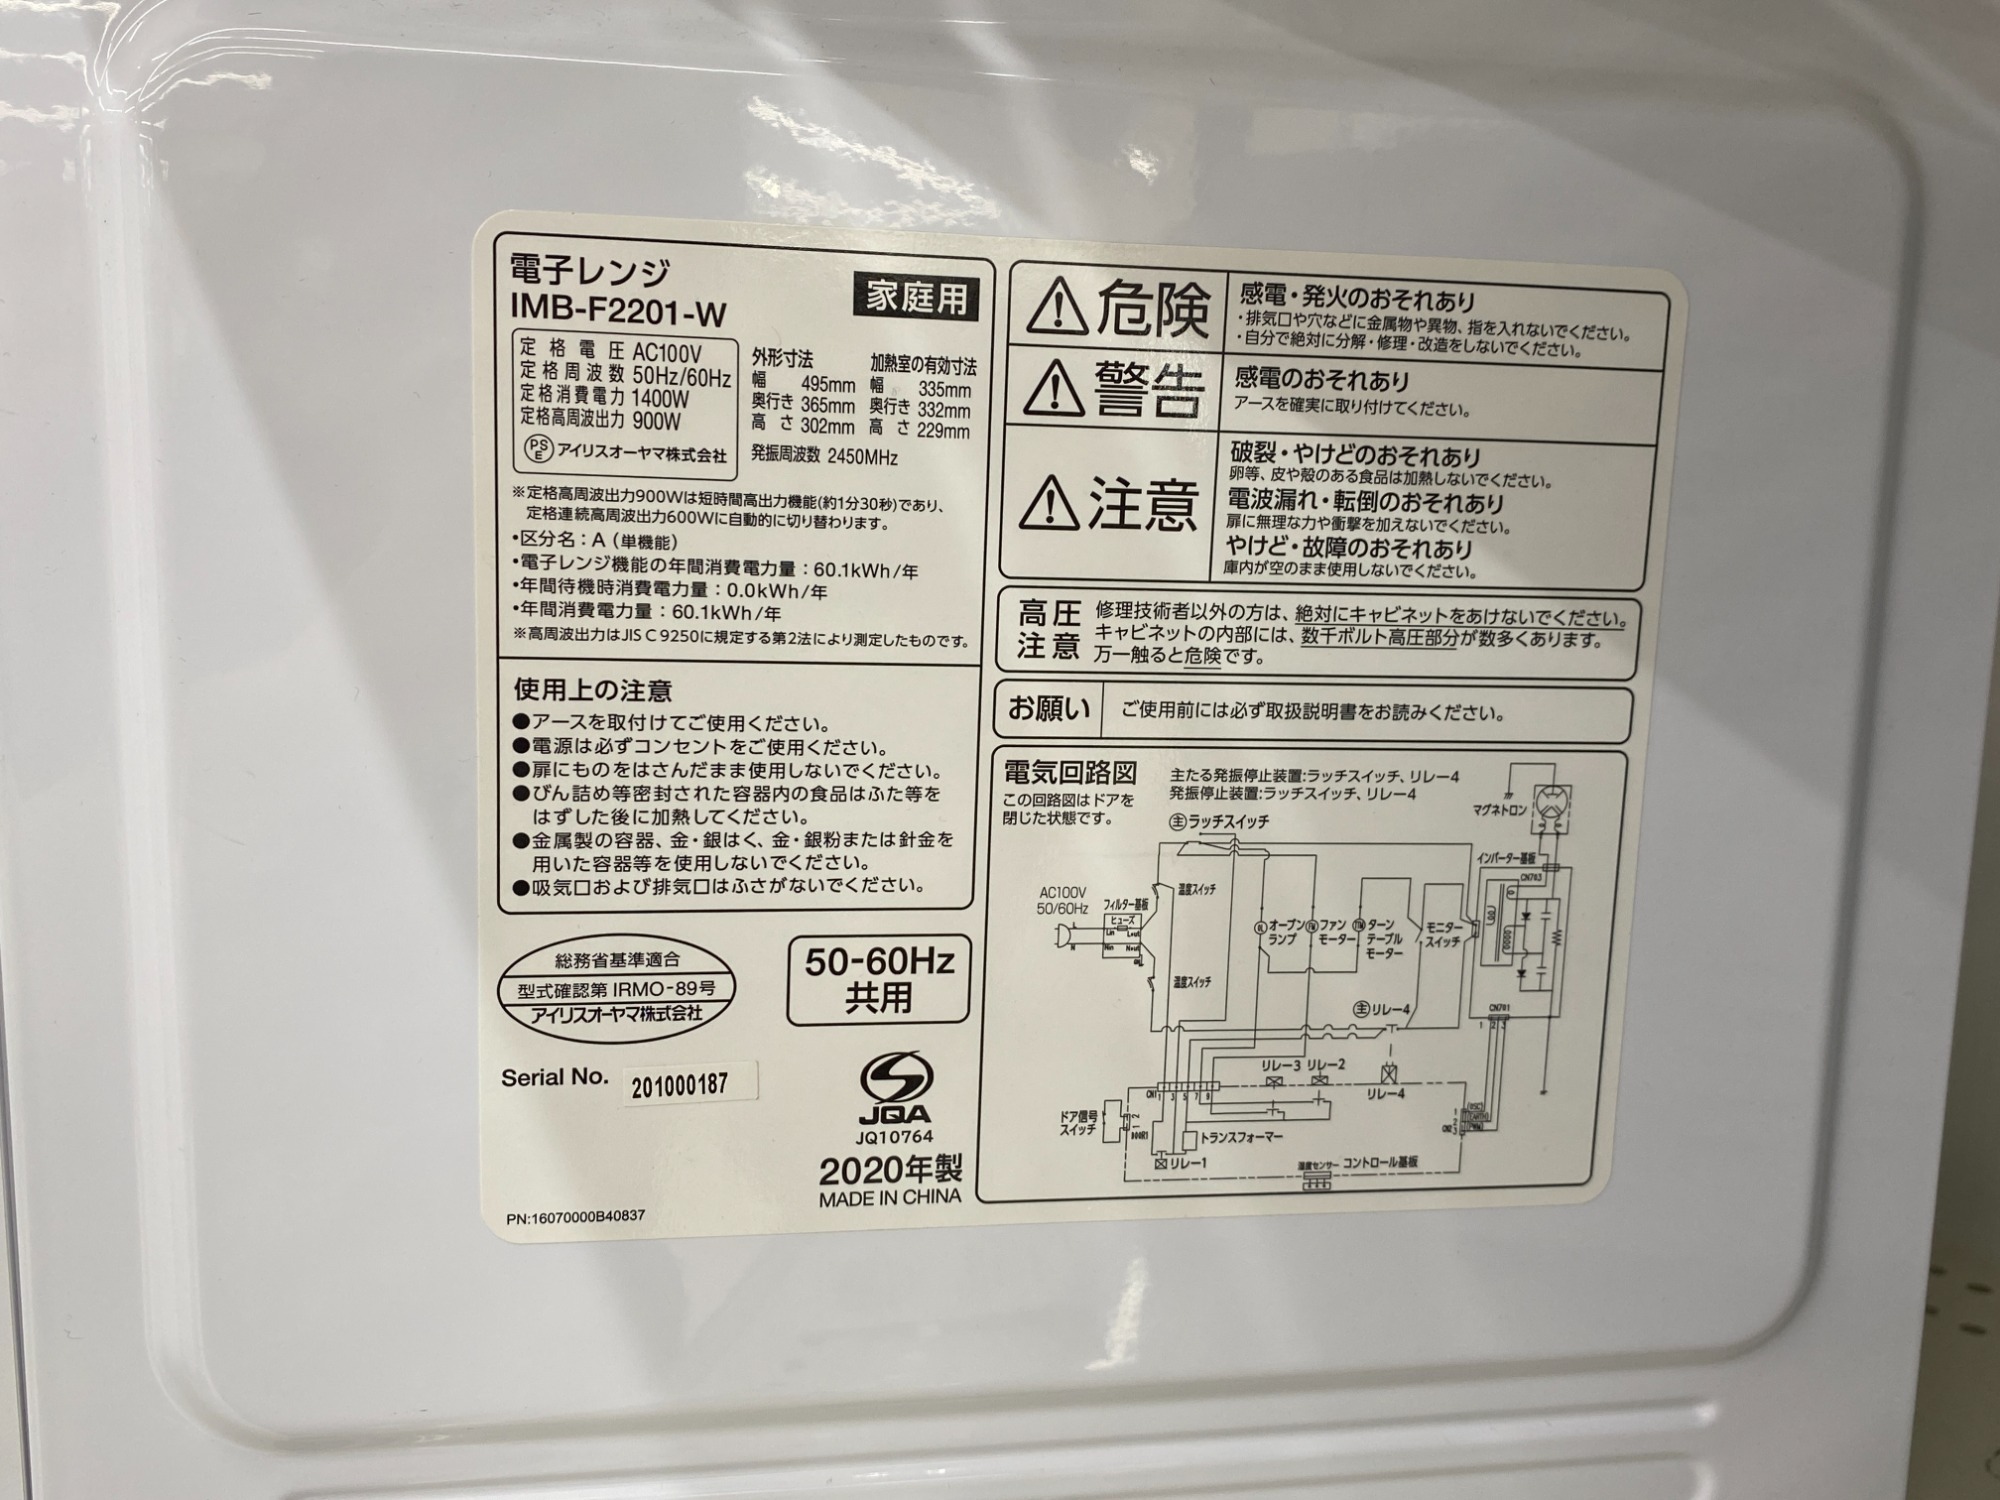 電子レンジ
IMB-F2201-W
家庭用
定格電圧 AC100V
定格周波数 50Hz/60Hz
定格消費電力 1400W
定格高周波出力 900W
PSE アイリスオーヤマ株式会社
外形寸法
幅 495mm
奥行き 365mm
高さ 302mm
加熱室の有効寸法
幅 335mm
奥行き 332mm
高さ 229mm
発振周波数 2450MHz
※定格高周波出力900Wは短時間高出力機能(約1分30秒)であり、
定格連続高周波出力600Wに自動的に切り替わります。
•区分名：A（単機能）
•電子レンジ機能の年間消費電力量：60.1kWh/年
•年間待機時消費電力量：0.0kWh/年
•年間消費電力量：60.1kWh/年
※高周波出力はJIS C 9250に規定する第2法により測定したものです。
使用上の注意
●アースを取付けてご使用ください。
●電源は必ずコンセントをご使用ください。
●扉にものをはさんだまま使用しないでください。
●びん詰め等密封された容器内の食品はふた等を
はずした後に加熱してください。
●金属製の容器、金・銀はく、金・銀粉または針金を
用いた容器等を使用しないでください。
●吸気口および排気口はふさがないでください。
総務省基準適合
型式確認第 IRMO-89号
アイリスオーヤマ株式会社
50-60Hz
共用
Serial No. 201000187
JQA
JQ10764
2020年製
MADE IN CHINA
PN:16070000B40837
危険
感電・発火のおそれあり
・排気口や穴などに金属物や異物、指を入れないでください。
・自分で絶対に分解・修理・改造をしないでください。
警告
感電のおそれあり
アースを確実に取り付けてください。
注意
破裂・やけどのおそれあり
卵等、皮や殻のある食品は加熱しないでください。
電波漏れ・転倒のおそれあり
扉に無理な力や衝撃を加えないでください。
やけど・故障のおそれあり
庫内が空のまま使用しないでください。
高圧
注意
修理技術者以外の方は、絶対にキャビネットをあけないでください。
キャビネットの内部には、数千ボルト高圧部分が数多くあります。
万一触ると危険です。
お願い
ご使用前には必ず取扱説明書をお読みください。
電気回路図
この回路図はドアを
閉じた状態です。
主たる発振停止装置:ラッチスイッチ、リレー4
発振停止装置:ラッチスイッチ、リレー4
主 ラッチスイッチ
マグネトロン
インバーター基板
CN703
AC100V
50/60Hz
フィルター基板
ヒューズ
Lin Lout
Nin Nout
温度スイッチ
オーブン
ランプ
ファン
モーター
ターン
テーブル
モーター
モニター
スイッチ
温度スイッチ
主 リレー4
CN701
1 2 3
リレー3 リレー2
リレー4
CN1 1 3 5 7 9
ドア信号
スイッチ
DOOR1
トランスフォーマー
リレー1
CN2
温度センサー
コントロール基板